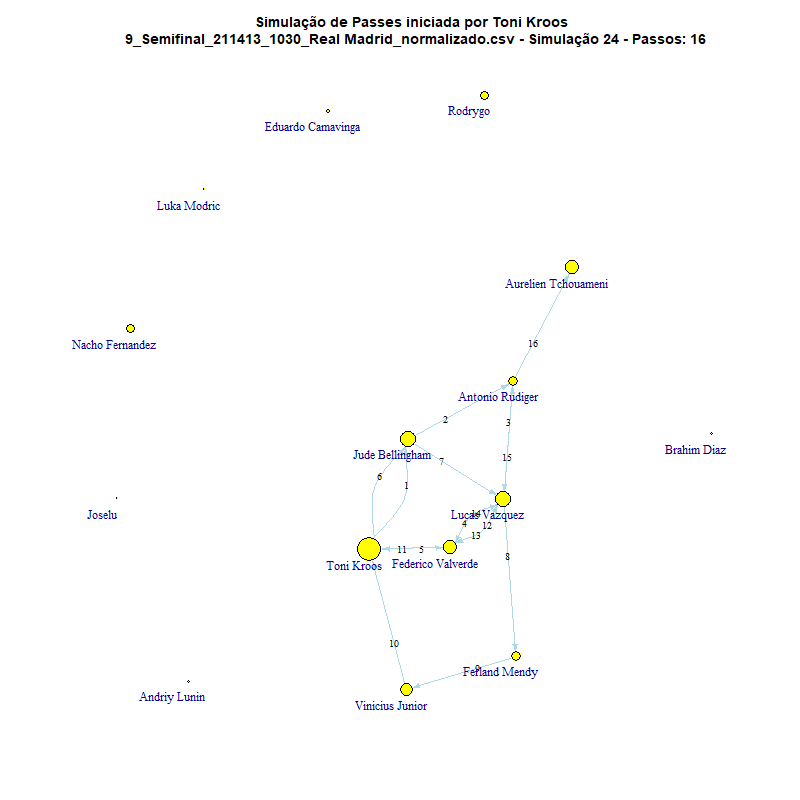 Simulação de Passes iniciada por Toni Kroos
9_Semifinal_211413_1030_Real Madrid_normalizado.csv - Simulação 24 - Passos: 16
Rodrygo
Eduardo Camavinga
Luka Modric
Aurelien Tchouameni
16
Nacho Fernandez
Antonio Rudiger
2
3
Brahim Diaz
Jude Bellingham
7
15
6
1
Joselu
Lucas Vazquez
14
4
12
13
11
5
8
Toni Kroos
Federico Valverde
10
9
Ferland Mendy
Andriy Lunin
Vinicius Junior